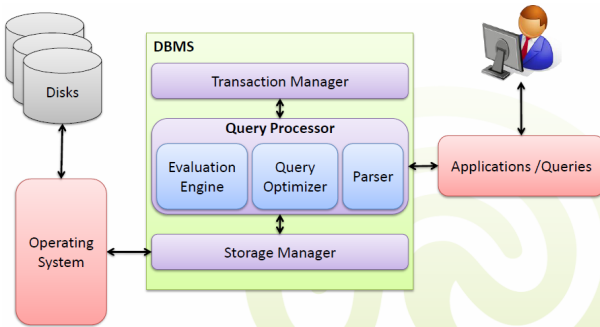 DBMS
Disks
Transaction Manager
Query Processor
Evaluation
Engine
Query
Optimizer
Parser
Applications /Queries
Operating
System
Storage Manager